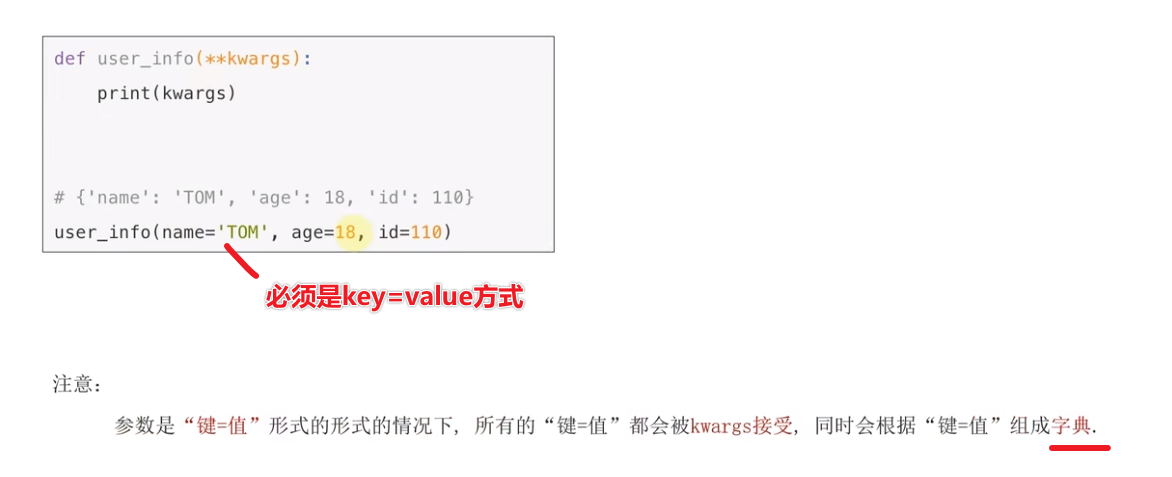 def user_info(**kwargs):
    print(kwargs)
# {'name': 'TOM', 'age': 18, 'id': 110}
user_info(name='TOM', age=18, id=110)
必须是key=value方式
注意：
参数是“键=值”形式的形式的情况下, 所有的“键=值”都会被kwargs接受, 同时会根据“键=值”组成字典.